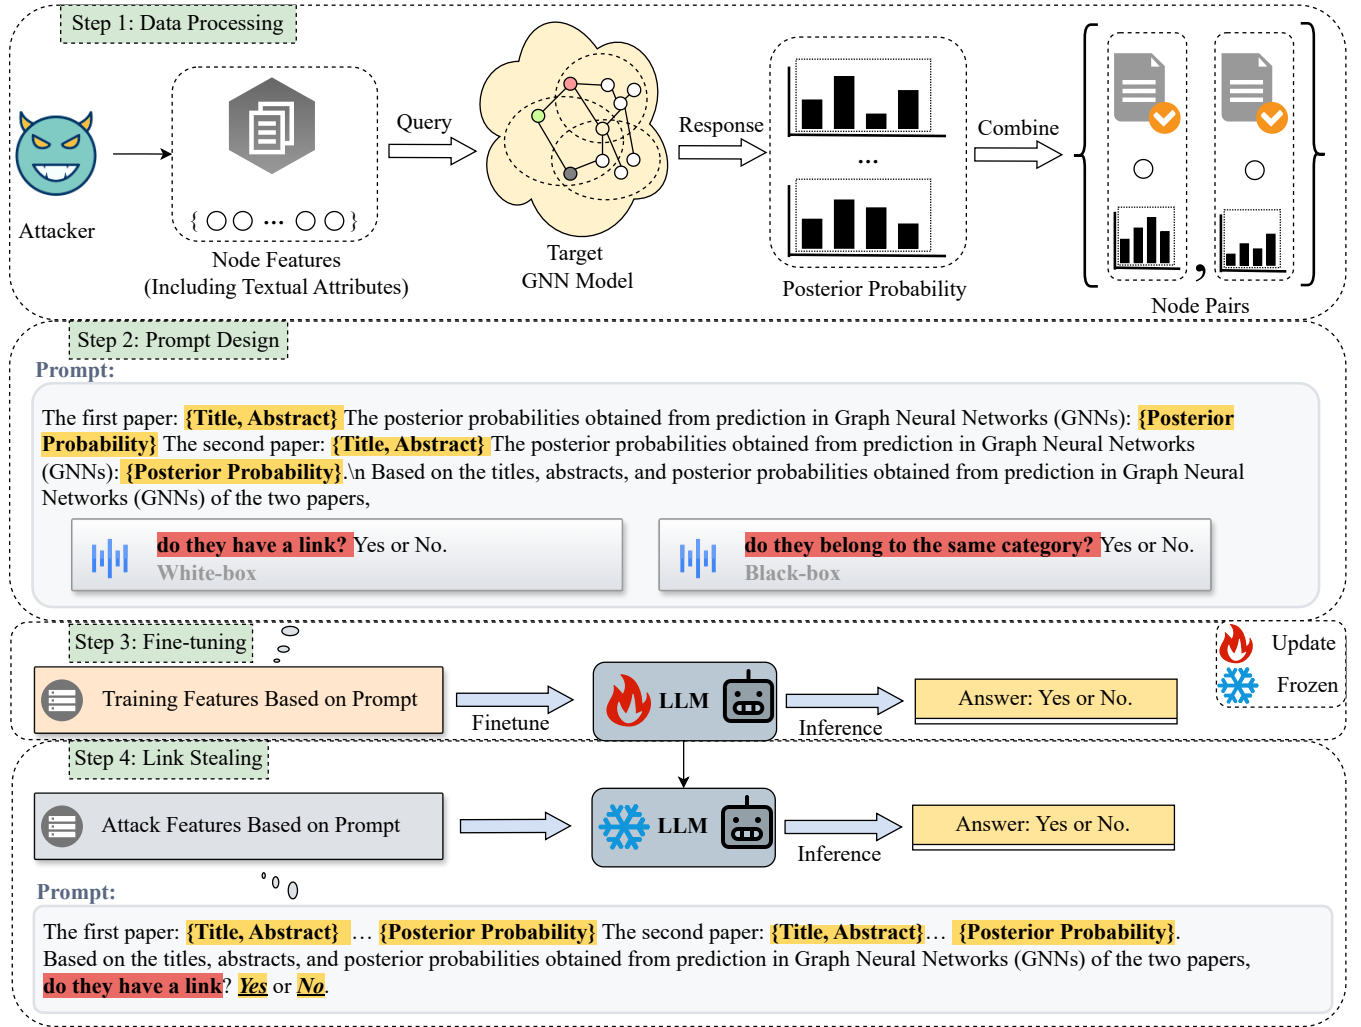 Step 1: Data Processing
Attacker
{ ... }
Node Features
(Including Textual Attributes)
Query
Target
GNN Model
Response
...
Posterior Probability
Combine
{ , }
Node Pairs
Step 2: Prompt Design
Prompt:
The first paper: {Title, Abstract} The posterior probabilities obtained from prediction in Graph Neural Networks (GNNs): {Posterior
Probability} The second paper: {Title, Abstract} The posterior probabilities obtained from prediction in Graph Neural Networks
(GNNs): {Posterior Probability}.\n Based on the titles, abstracts, and posterior probabilities obtained from prediction in Graph Neural
Networks (GNNs) of the two papers,
do they have a link? Yes or No.
White-box
do they belong to the same category? Yes or No.
Black-box
Step 3: Fine-tuning
Update
Frozen
Training Features Based on Prompt
Finetune
LLM
Inference
Answer: Yes or No.
Step 4: Link Stealing
Attack Features Based on Prompt
LLM
Inference
Answer: Yes or No.
Prompt:
The first paper: {Title, Abstract} ... {Posterior Probability} The second paper: {Title, Abstract}... {Posterior Probability}.
Based on the titles, abstracts, and posterior probabilities obtained from prediction in Graph Neural Networks (GNNs) of the two papers,
do they have a link? Yes or No.